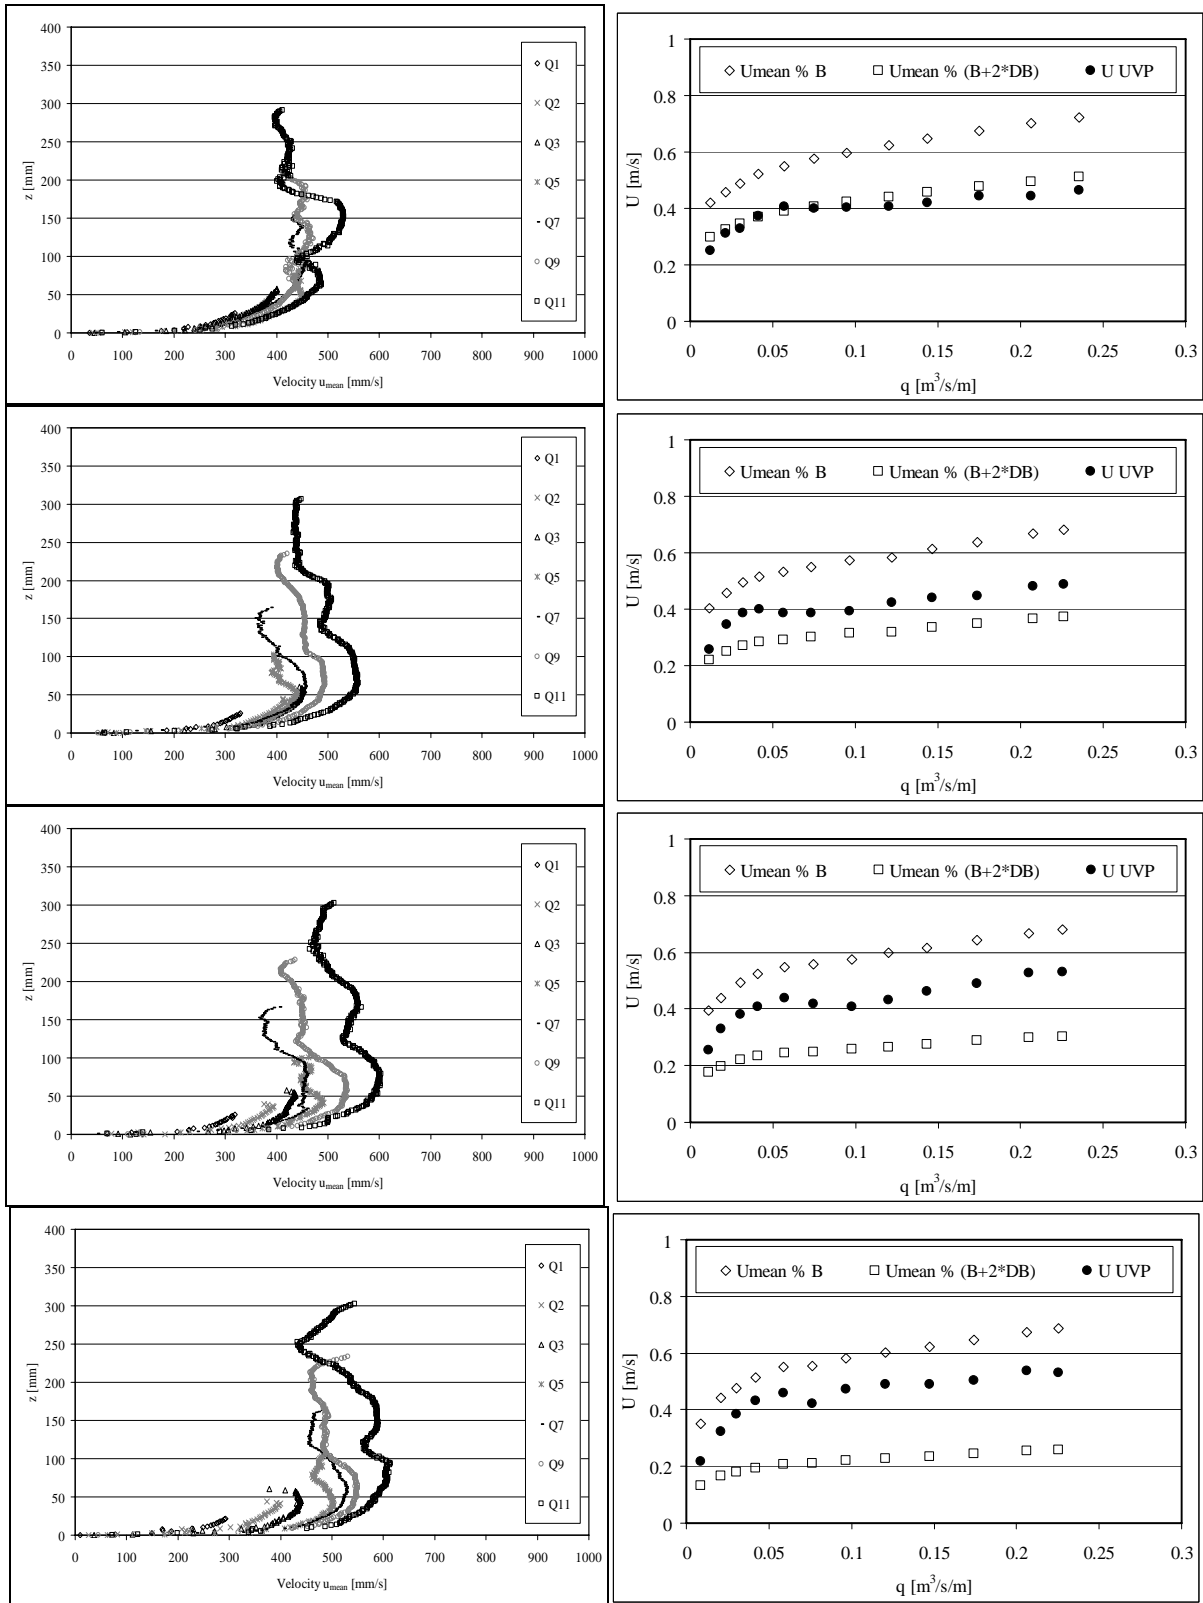 400
350
300
250
200
150
100
50
0
z [mm]
0 100 200 300 400 500 600 700 800 900 1000
Velocity u_mean [mm/s]
Q1
Q2
Q3
Q5
Q7
Q9
Q11
1
0.8
0.6
0.4
0.2
0
U [m/s]
Umean % B Umean % (B+2*DB) U UVP
0 0.05 0.1 0.15 0.2 0.25 0.3
q [m³/s/m]
400
350
300
250
200
150
100
50
0
z [mm]
0 100 200 300 400 500 600 700 800 900 1000
Velocity u_mean [mm/s]
Q1
Q2
Q3
Q5
Q7
Q9
Q11
1
0.8
0.6
0.4
0.2
0
U [m/s]
Umean % B Umean % (B+2*DB) U UVP
0 0.05 0.1 0.15 0.2 0.25 0.3
q [m³/s/m]
400
350
300
250
200
150
100
50
0
z [mm]
0 100 200 300 400 500 600 700 800 900 1000
Velocity u_mean [mm/s]
Q1
Q2
Q3
Q5
Q7
Q9
Q11
1
0.8
0.6
0.4
0.2
0
U [m/s]
Umean % B Umean % (B+2*DB) U UVP
0 0.05 0.1 0.15 0.2 0.25 0.3
q [m³/s/m]
400
350
300
250
200
150
100
50
0
z [mm]
0 100 200 300 400 500 600 700 800 900 1000
Velocity u_mean [mm/s]
Q1
Q2
Q3
Q5
Q7
Q9
Q11
1
0.8
0.6
0.4
0.2
0
U [m/s]
Umean % B Umean % (B+2*DB) U UVP
0 0.05 0.1 0.15 0.2 0.25 0.3
q [m³/s/m]